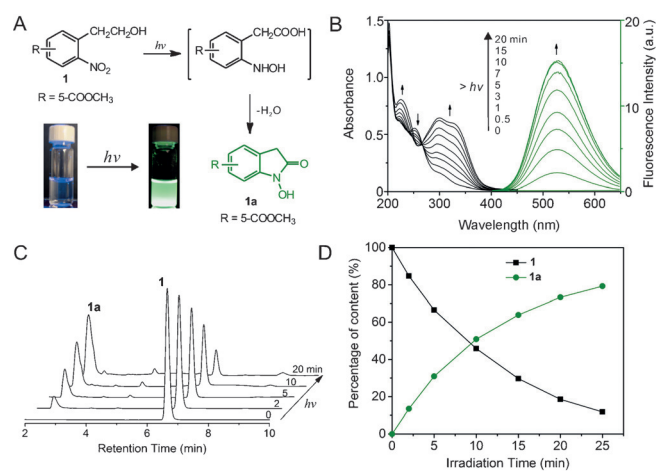 A
CH₂CH₂OH
R
NO₂
1
R = 5-COOCH₃
hν
CH₂COOH
R
NHOH
-H₂O
hν
R
O
N
OH
1a
R = 5-COOCH₃
B
Absorbance
1.5
1.0
0.5
0.0
200 300 400 500 600
Wavelength (nm)
> hν
20 min
15
10
7
5
3
1
0.5
0
20
15
10
5
0
Fluorescence Intensity (a.u.)
C
1a
1
20 min
10
5
2
0
hν
2 4 6 8 10
Retention Time (min)
D
Percentage of content (%)
100
80
60
40
20
0
1
1a
0 5 10 15 20 25
Irradiation Time (min)